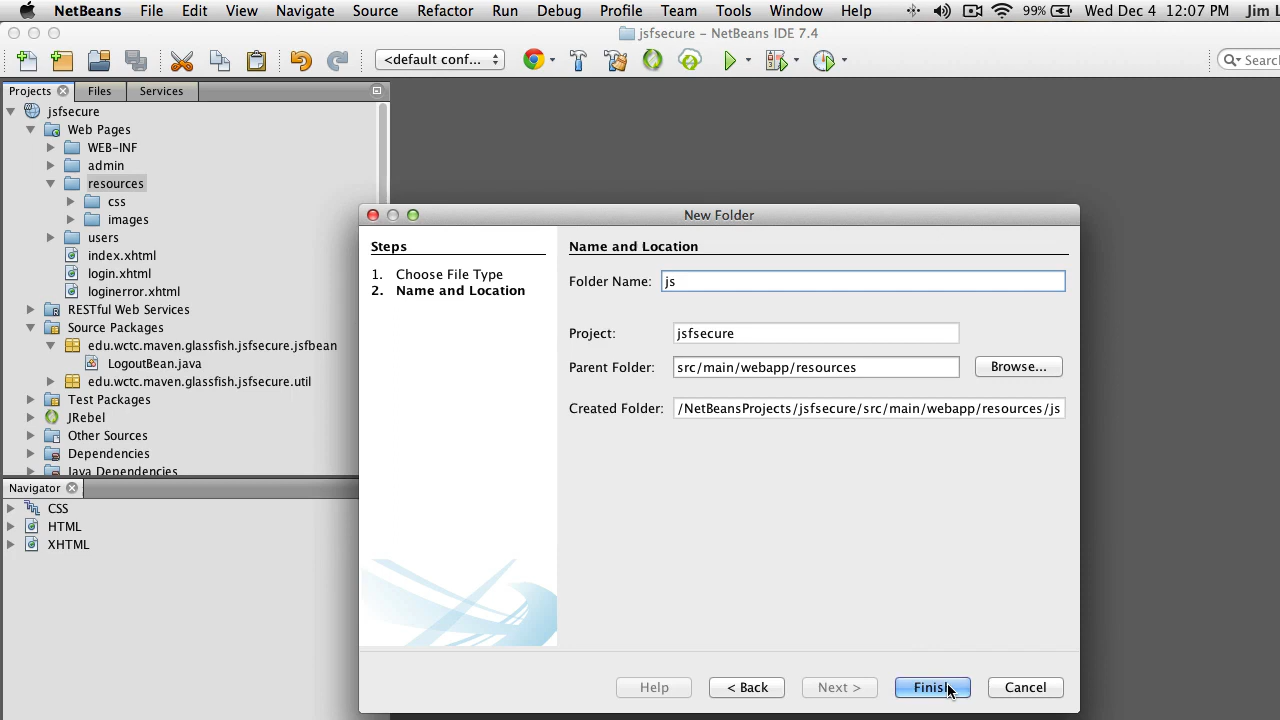 NetBeans File Edit View Navigate Source Refactor Run Debug Profile Team Tools Window Help 99% Wed Dec 4 12:07 PM Jim L
jsfsecure – NetBeans IDE 7.4
<default conf... Searc
Projects Files Services
jsfsecure
Web Pages
WEB-INF
admin
resources
css
images
users
index.xhtml
login.xhtml
loginerror.xhtml
RESTful Web Services
Source Packages
edu.wctc.maven.glassfish.jsfsecure.jsfbean
LogoutBean.java
edu.wctc.maven.glassfish.jsfsecure.util
Test Packages
JRebel
Other Sources
Dependencies
Java Dependencies
Navigator
CSS
HTML
XHTML
New Folder
Steps
1. Choose File Type
2. Name and Location
Name and Location
Folder Name: js
Project: jsfsecure
Parent Folder: src/main/webapp/resources Browse...
Created Folder: /NetBeansProjects/jsfsecure/src/main/webapp/resources/js
Help < Back Next > Finish Cancel